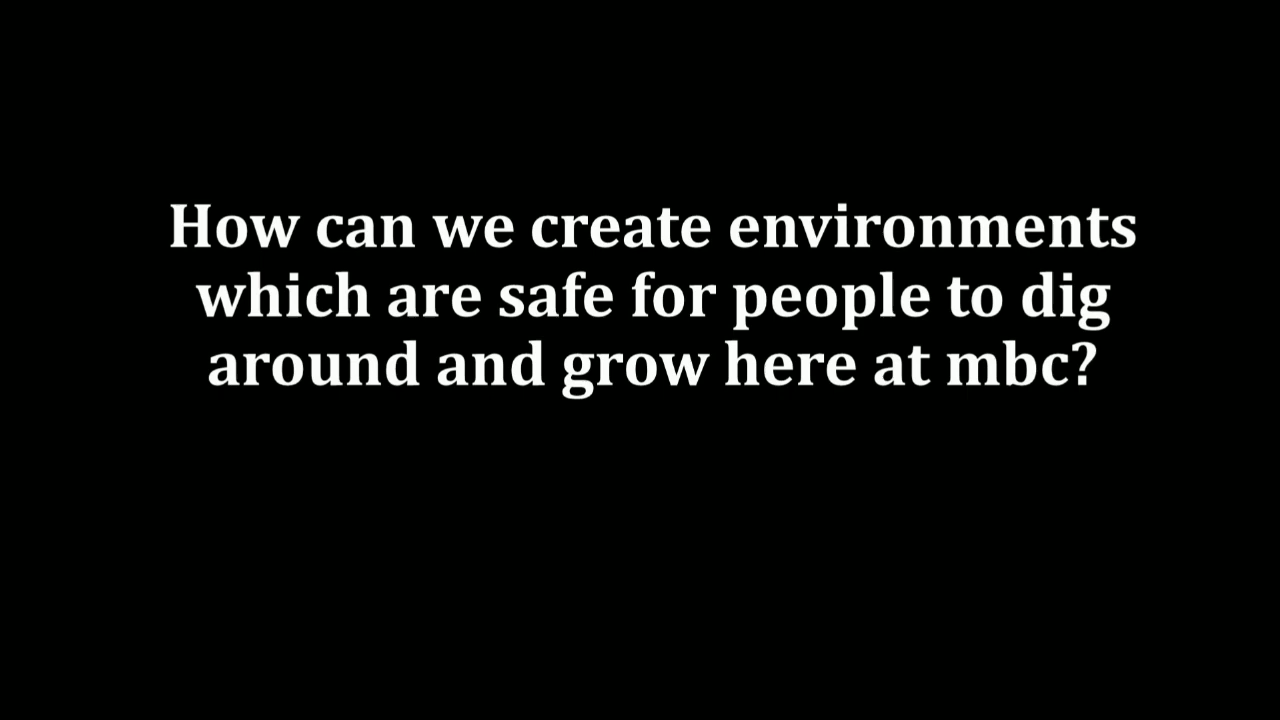 How can we create environments
which are safe for people to dig
around and grow here at mbc?